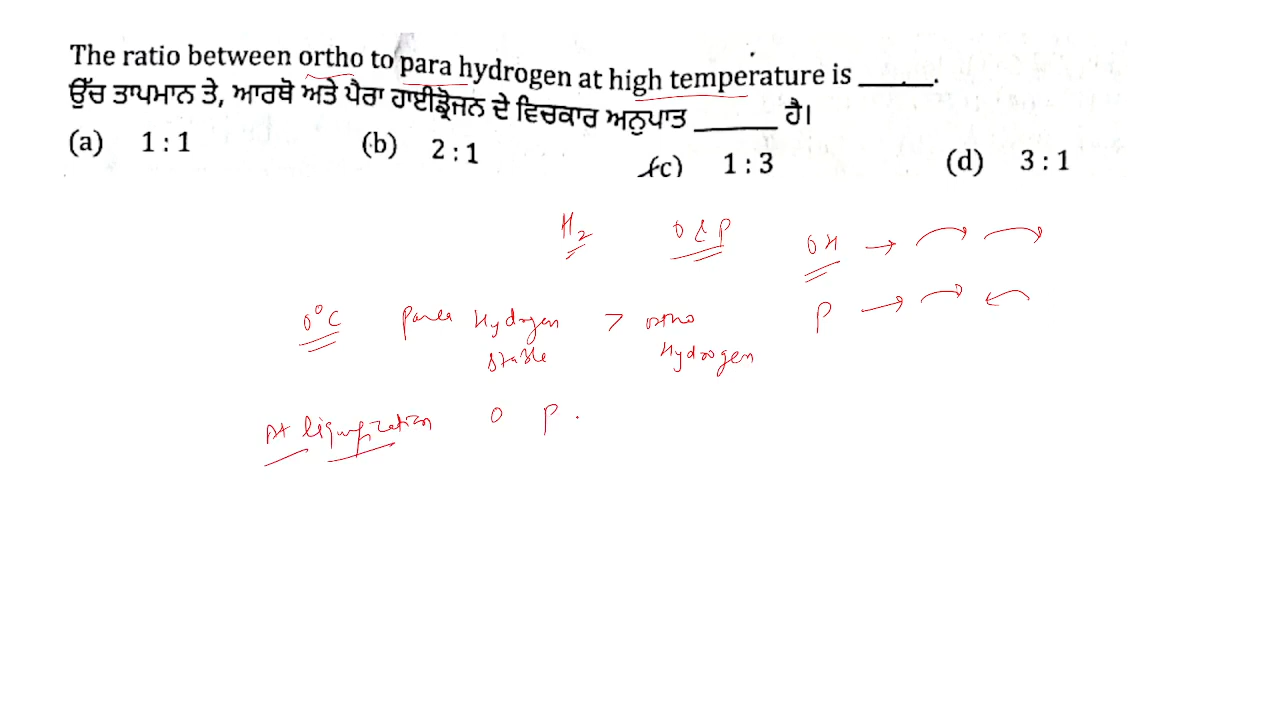 The ratio between ortho to para hydrogen at high temperature is ______.
ਉੱਚ ਤਾਪਮਾਨ ਤੇ, ਆਰਥੋ ਅਤੇ ਪੈਰਾ ਹਾਈਡ੍ਰੋਜਨ ਦੇ ਵਿਚਕਾਰ ਅਨੁਪਾਤ ______ ਹੈ।
(a) 1 : 1 (b) 2 : 1 (c) 1 : 3 (d) 3 : 1
H₂ O & P OH → 
P →
0°C para Hydrogen > ortho
stable Hydrogen
At liquefication O P .